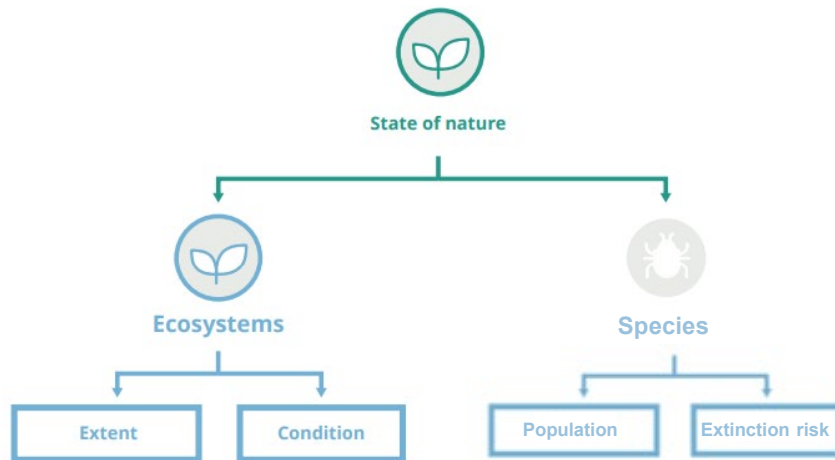 State of nature
Ecosystems
Species
Extent
Condition
Population
Extinction risk